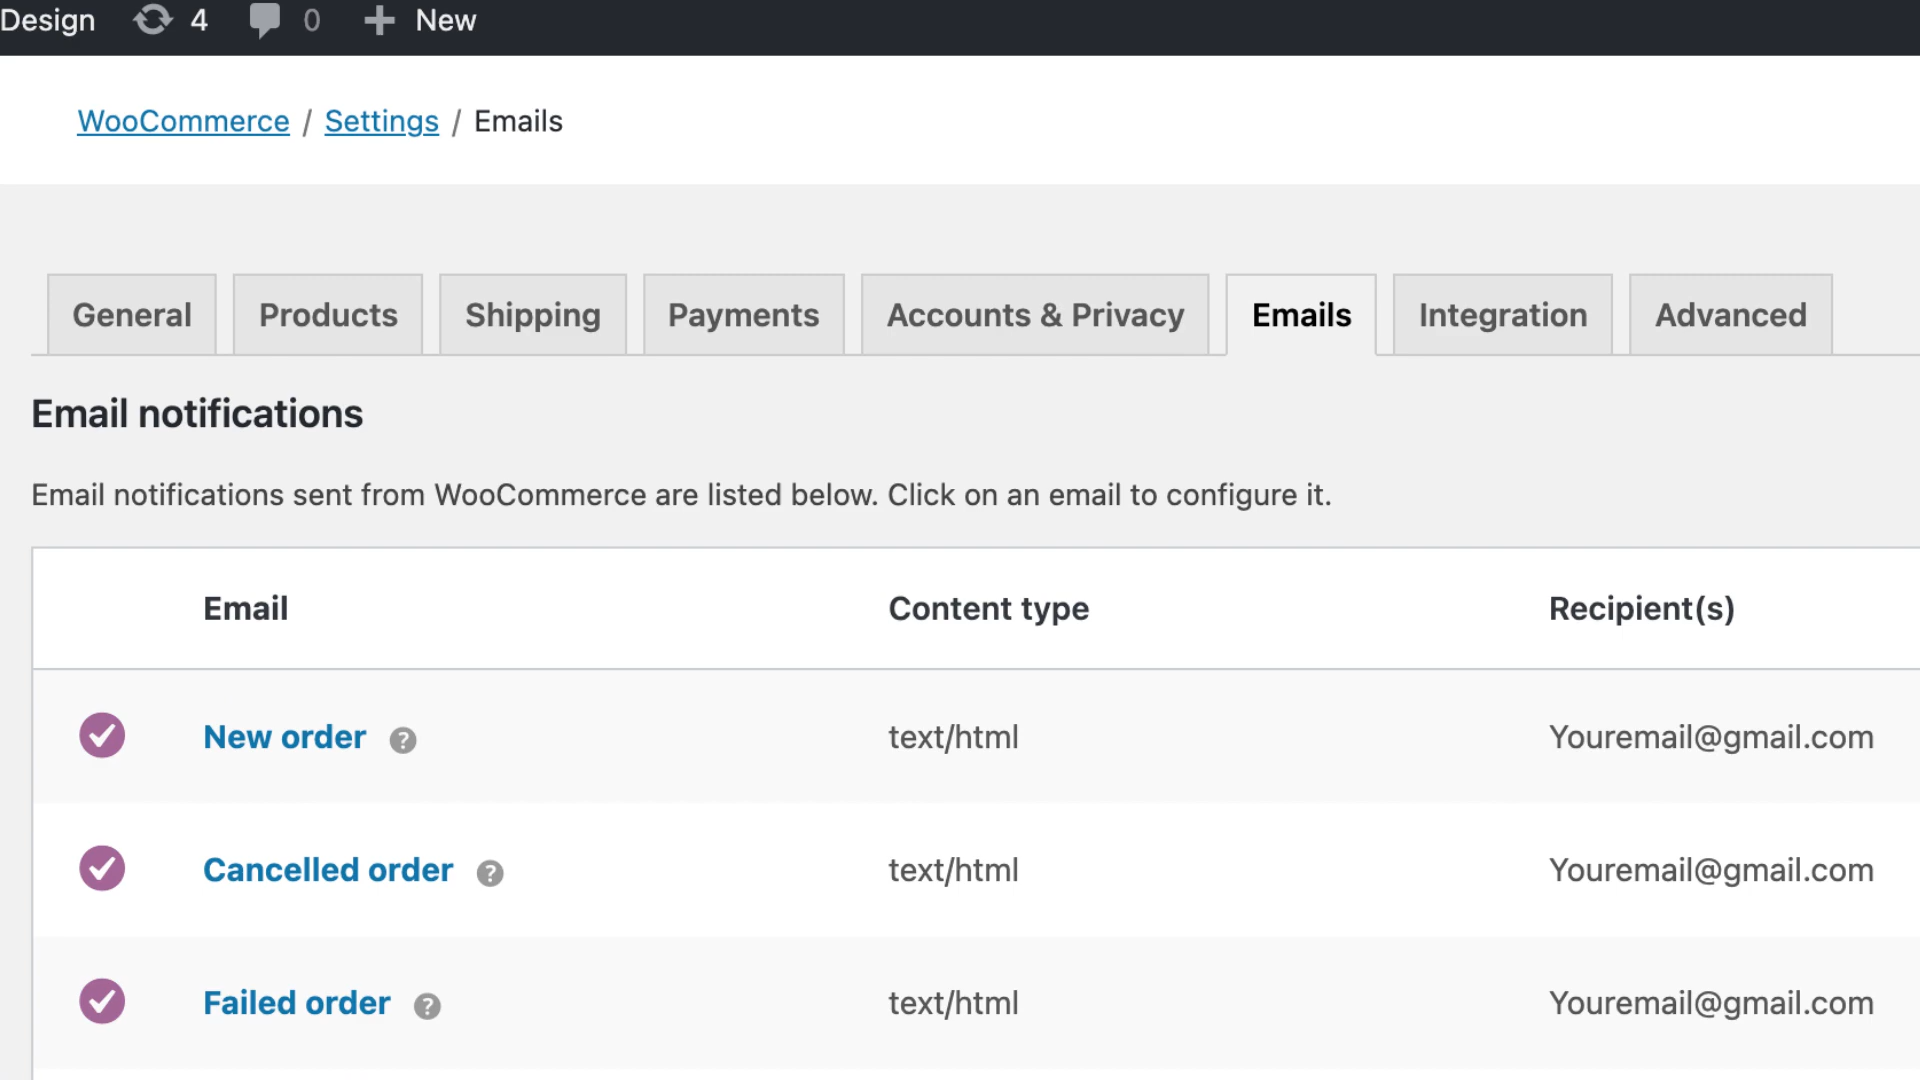 Design 4 0 New
WooCommerce / Settings / Emails
General Products Shipping Payments Accounts & Privacy Emails Integration Advanced
Email notifications
Email notifications sent from WooCommerce are listed below. Click on an email to configure it.
Email Content type Recipient(s)
New order ? text/html Youremail@gmail.com
Cancelled order ? text/html Youremail@gmail.com
Failed order ? text/html Youremail@gmail.com